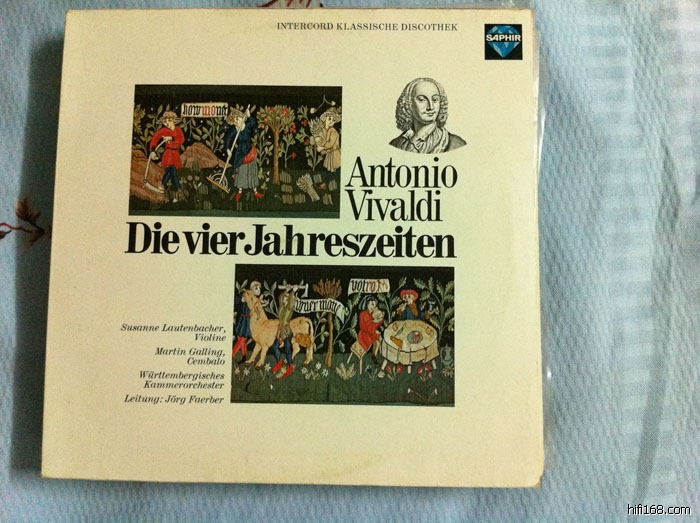 INTERCORD KLASSISCHE DISCOTHEK
SAPHIR
Antonio
Vivaldi
Die vier Jahreszeiten
Susanne Lautenbacher,
Violine
Martin Galling,
Cembalo
Württembergisches
Kammerorchester
Leitung: Jörg Faerber
hifi168.com